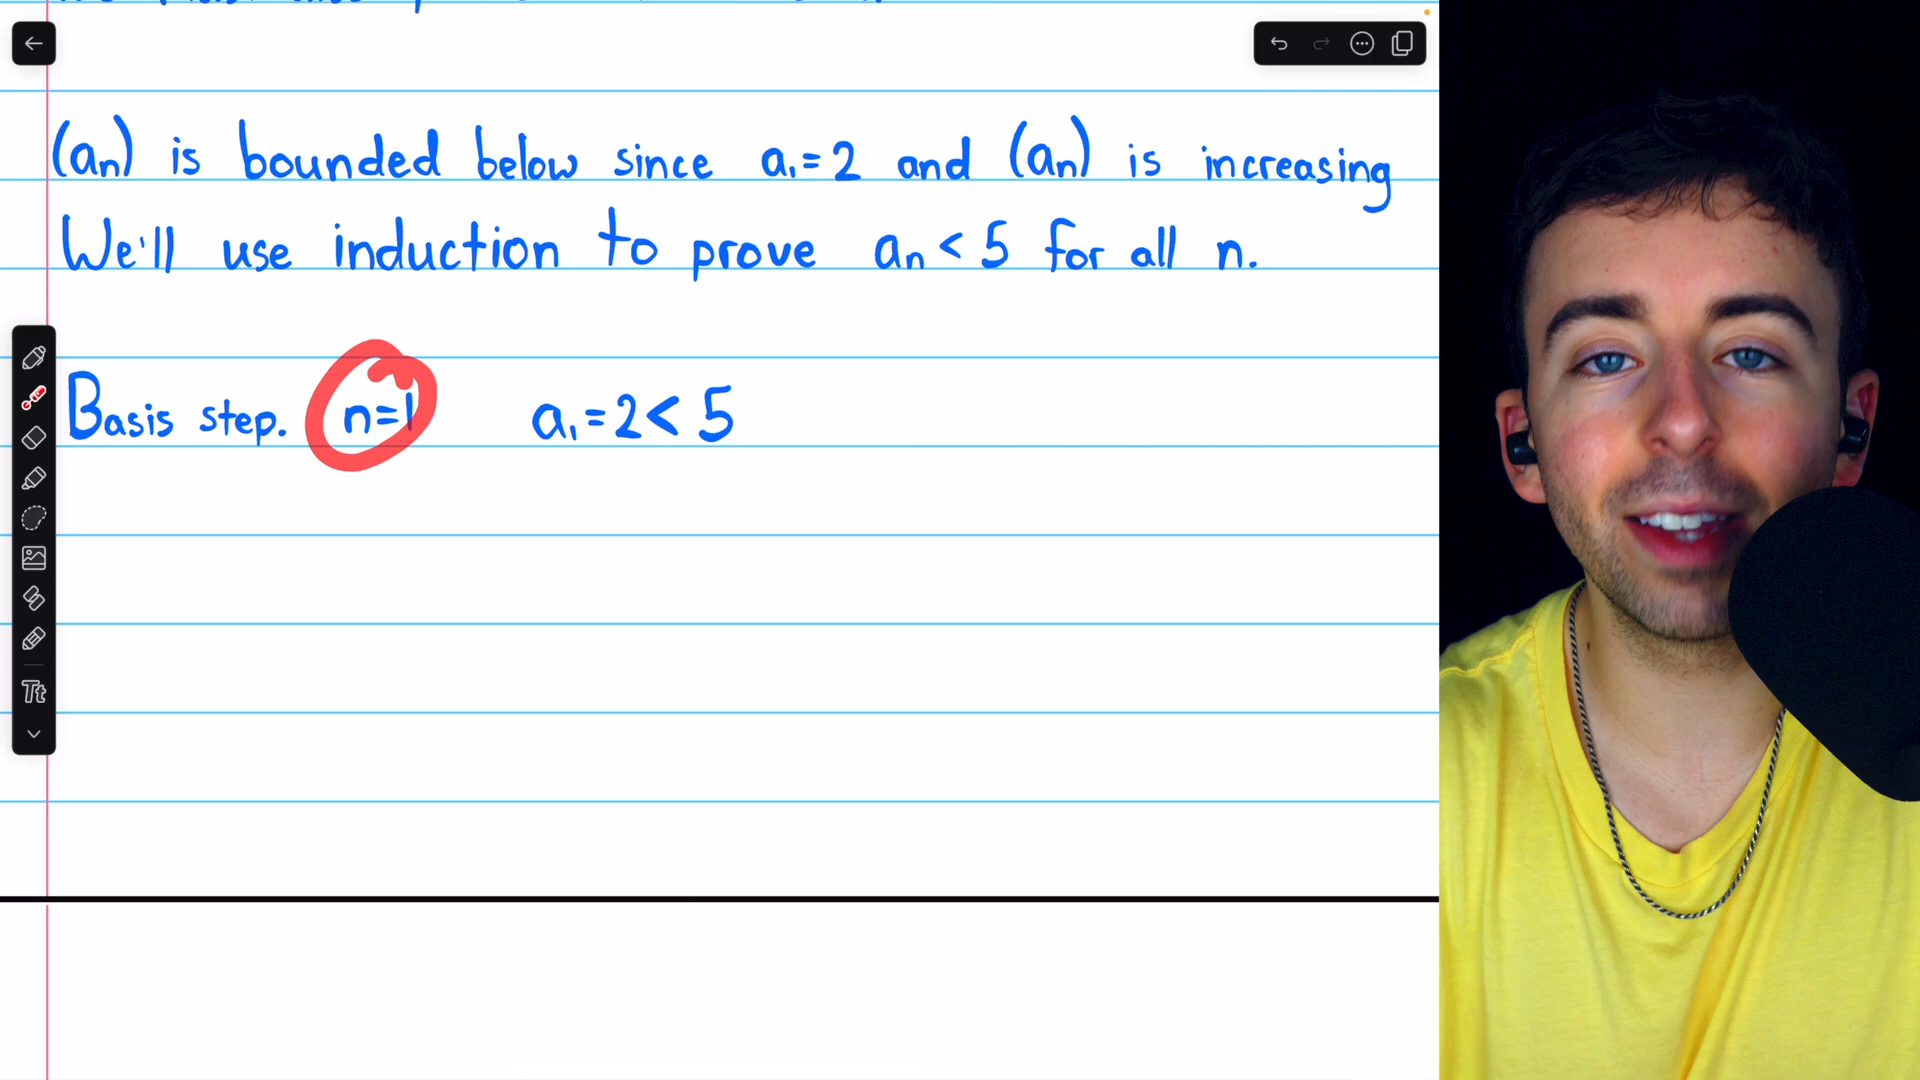 (aₙ) is bounded below since a₁=2 and (aₙ) is increasing
We'll use induction to prove aₙ < 5 for all n.
Basis step. n=1 a₁=2< 5
Tt